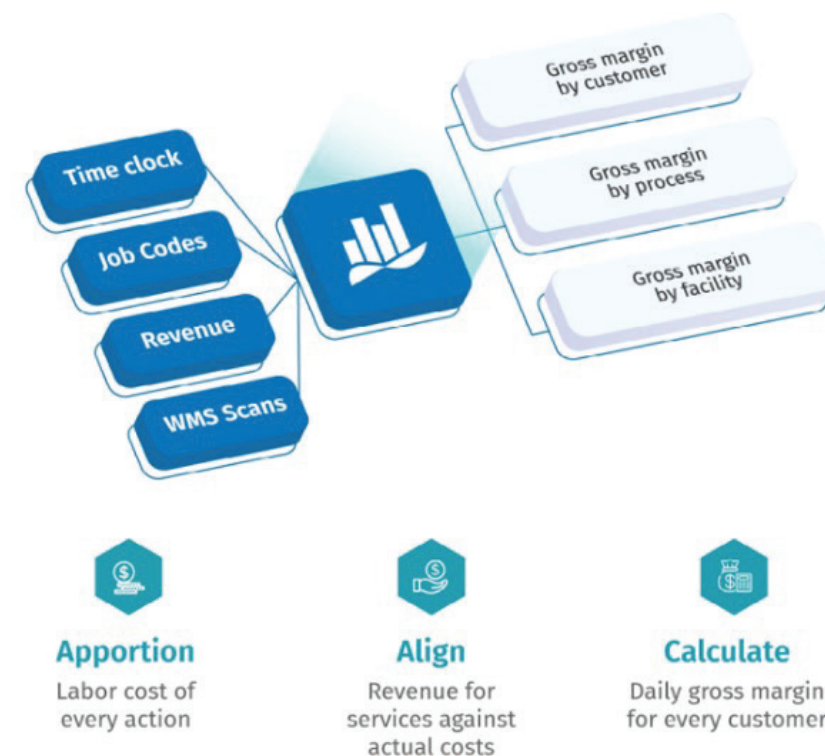 Time clock
Job Codes
Revenue
WMS Scans
Gross margin
by customer
Gross margin
by process
Gross margin
by facility
Apportion
Labor cost of
every action
Align
Revenue for
services against
actual costs
Calculate
Daily gross margin
for every customer